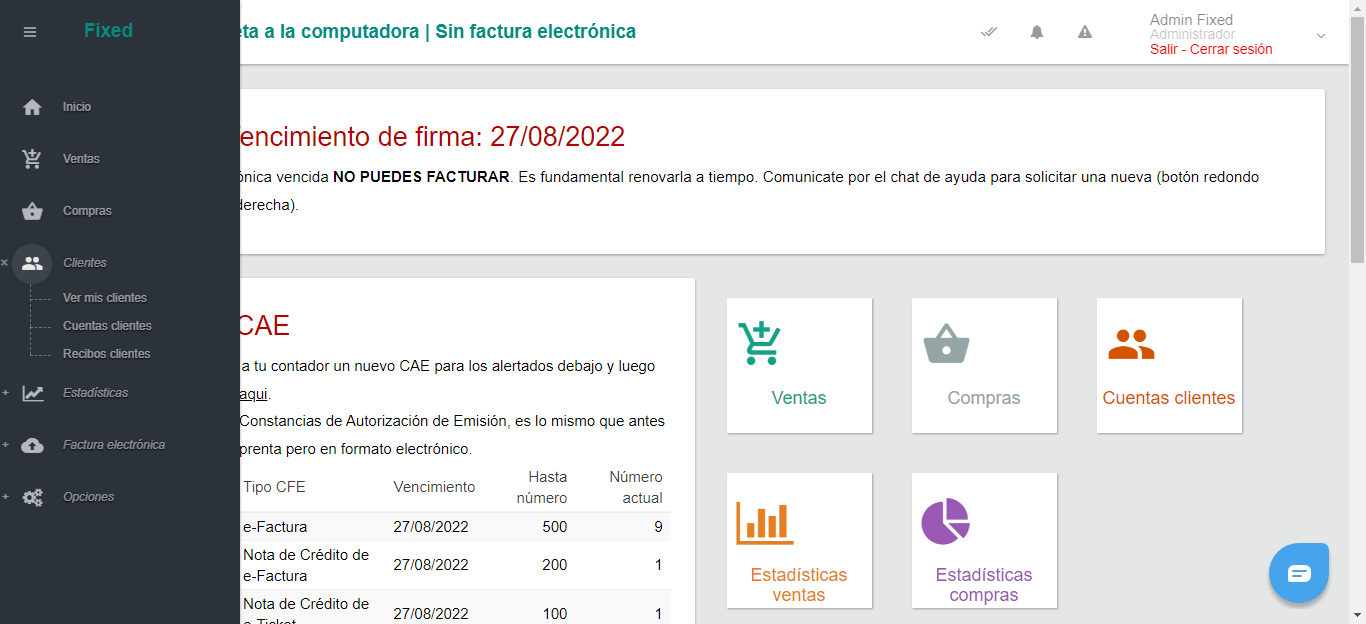 Fixed
eta a la computadora | Sin factura electrónica
Admin Fixed
Administrador
Salir - Cerrar sesión
Inicio
Ventas
Compras
Clientes
Ver mis clientes
Cuentas clientes
Recibos clientes
Estadísticas
Factura electrónica
Opciones
encimiento de firma: 27/08/2022
ónica vencida NO PUEDES FACTURAR. Es fundamental renovarla a tiempo. Comunicate por el chat de ayuda para solicitar una nueva (botón redondo
derecha).
CAE
a tu contador un nuevo CAE para los alertados debajo y luego
aqui.
Constancias de Autorización de Emisión, es lo mismo que antes
prenta pero en formato electrónico.
Tipo CFE Vencimiento Hasta número Número actual
e-Factura 27/08/2022 500 9
Nota de Crédito de e-Factura 27/08/2022 200 1
Nota de Crédito de e-Ticket 27/08/2022 100 1
Ventas
Compras
Cuentas clientes
Estadísticas
ventas
Estadísticas
compras